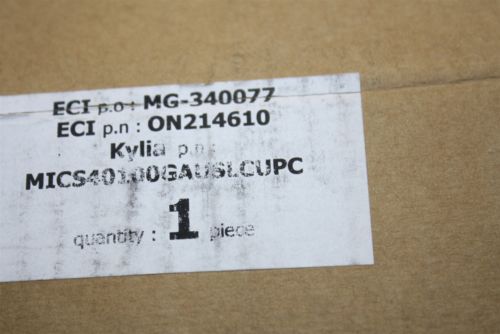 ECI p.o : MG-340077
ECI p.n : ON214610
Kylia p.n :
MICS40100GAUSLCUPC
quantity : 1 piece